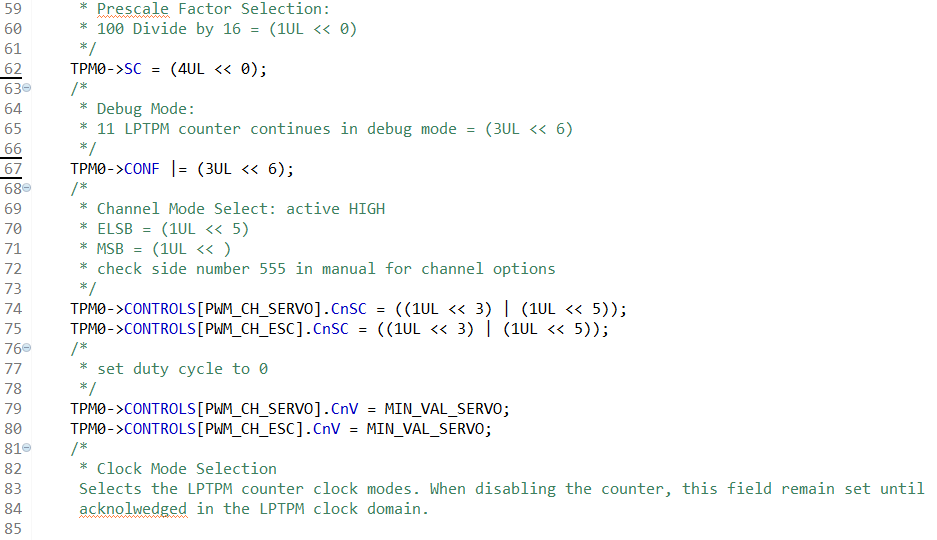 59 * Prescale Factor Selection:
60 * 100 Divide by 16 = (1UL << 0)
61 */
62 TPM0->SC = (4UL << 0);
63 /*
64 * Debug Mode:
65 * 11 LPTPM counter continues in debug mode = (3UL << 6)
66 */
67 TPM0->CONF |= (3UL << 6);
68 /*
69 * Channel Mode Select: active HIGH
70 * ELSB = (1UL << 5)
71 * MSB = (1UL << )
72 * check side number 555 in manual for channel options
73 */
74 TPM0->CONTROLS[PWM_CH_SERVO].CnSC = ((1UL << 3) | (1UL << 5));
75 TPM0->CONTROLS[PWM_CH_ESC].CnSC = ((1UL << 3) | (1UL << 5));
76 /*
77 * set duty cycle to 0
78 */
79 TPM0->CONTROLS[PWM_CH_SERVO].CnV = MIN_VAL_SERVO;
80 TPM0->CONTROLS[PWM_CH_ESC].CnV = MIN_VAL_SERVO;
81 /*
82 * Clock Mode Selection
83 Selects the LPTPM counter clock modes. When disabling the counter, this field remain set until
84 acknolwedged in the LPTPM clock domain.
85